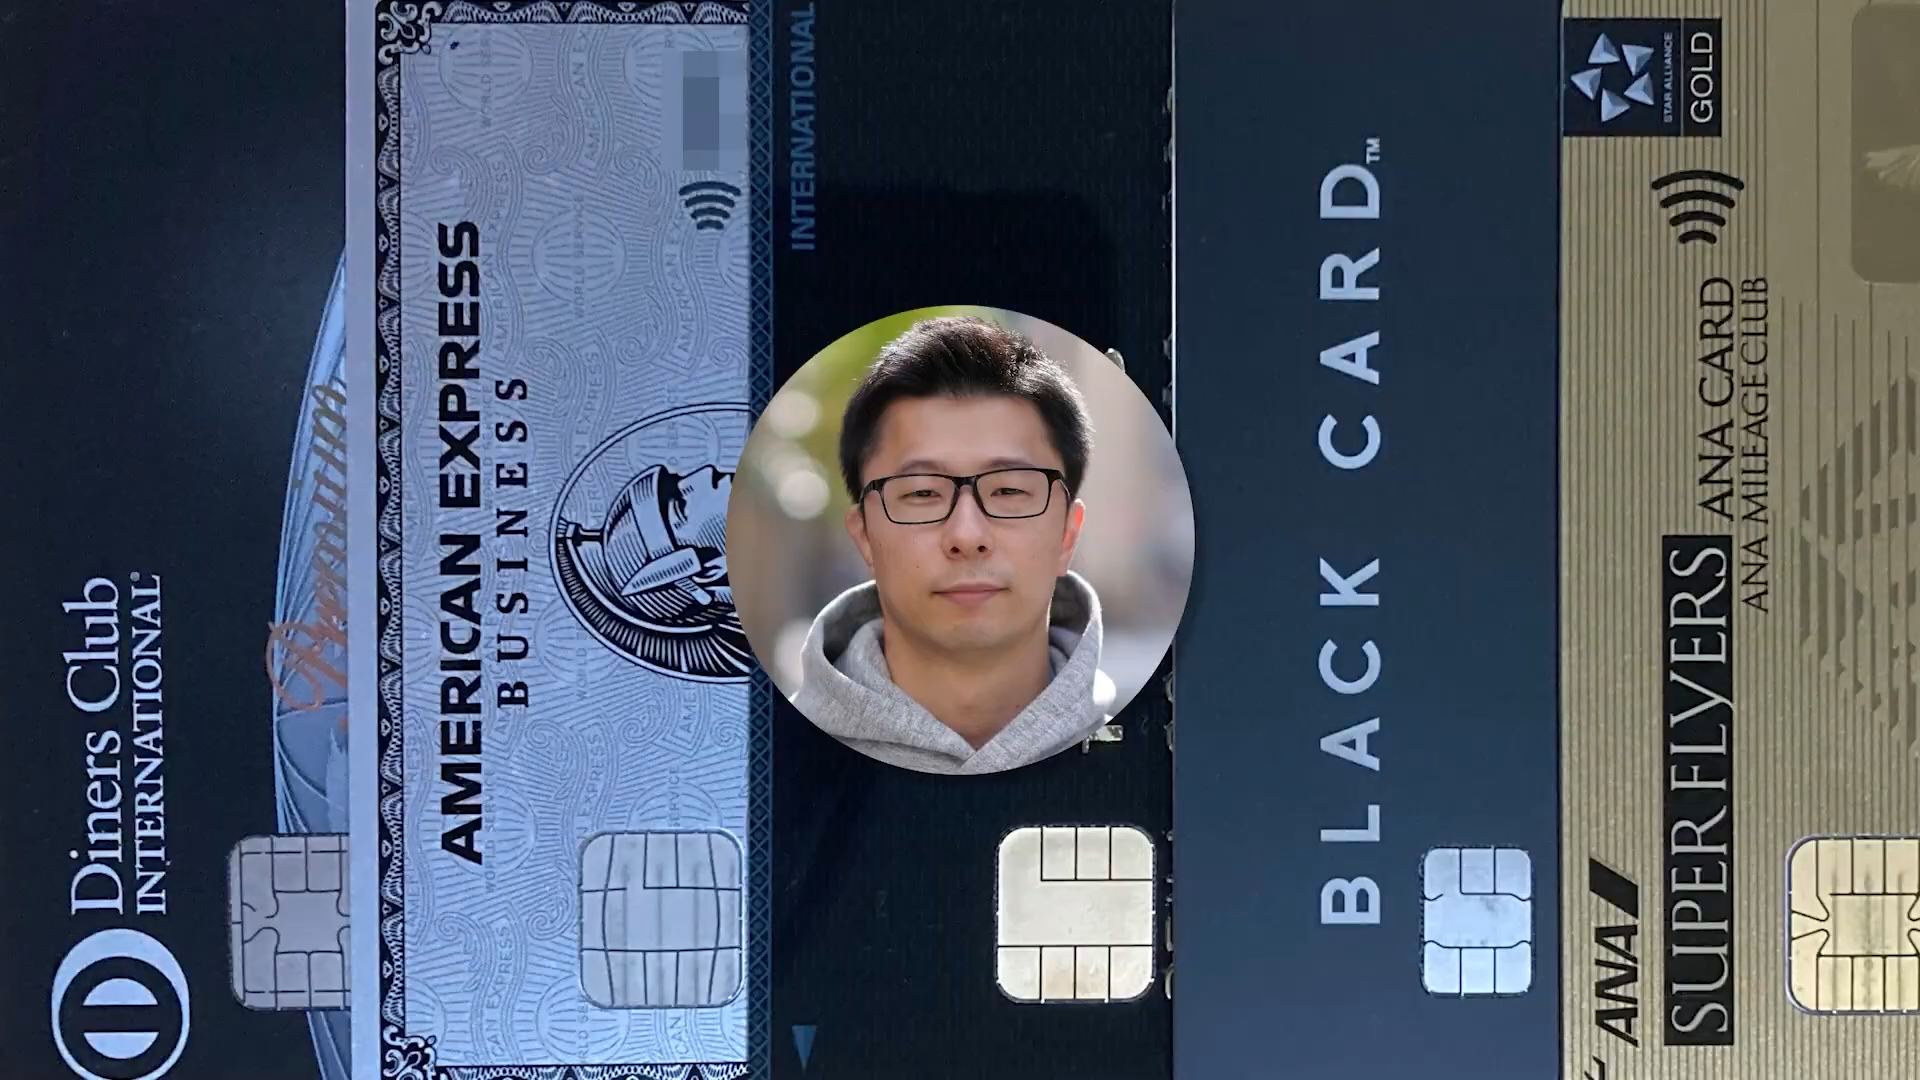 Diners Club
INTERNATIONAL
Premium
AMERICAN EXPRESS
BUSINESS
INTERNATIONAL
BLACK CARD™
STAR ALLIANCE
GOLD
ANA
SUPER FLYERS
ANA CARD
ANA MILEAGE CLUB